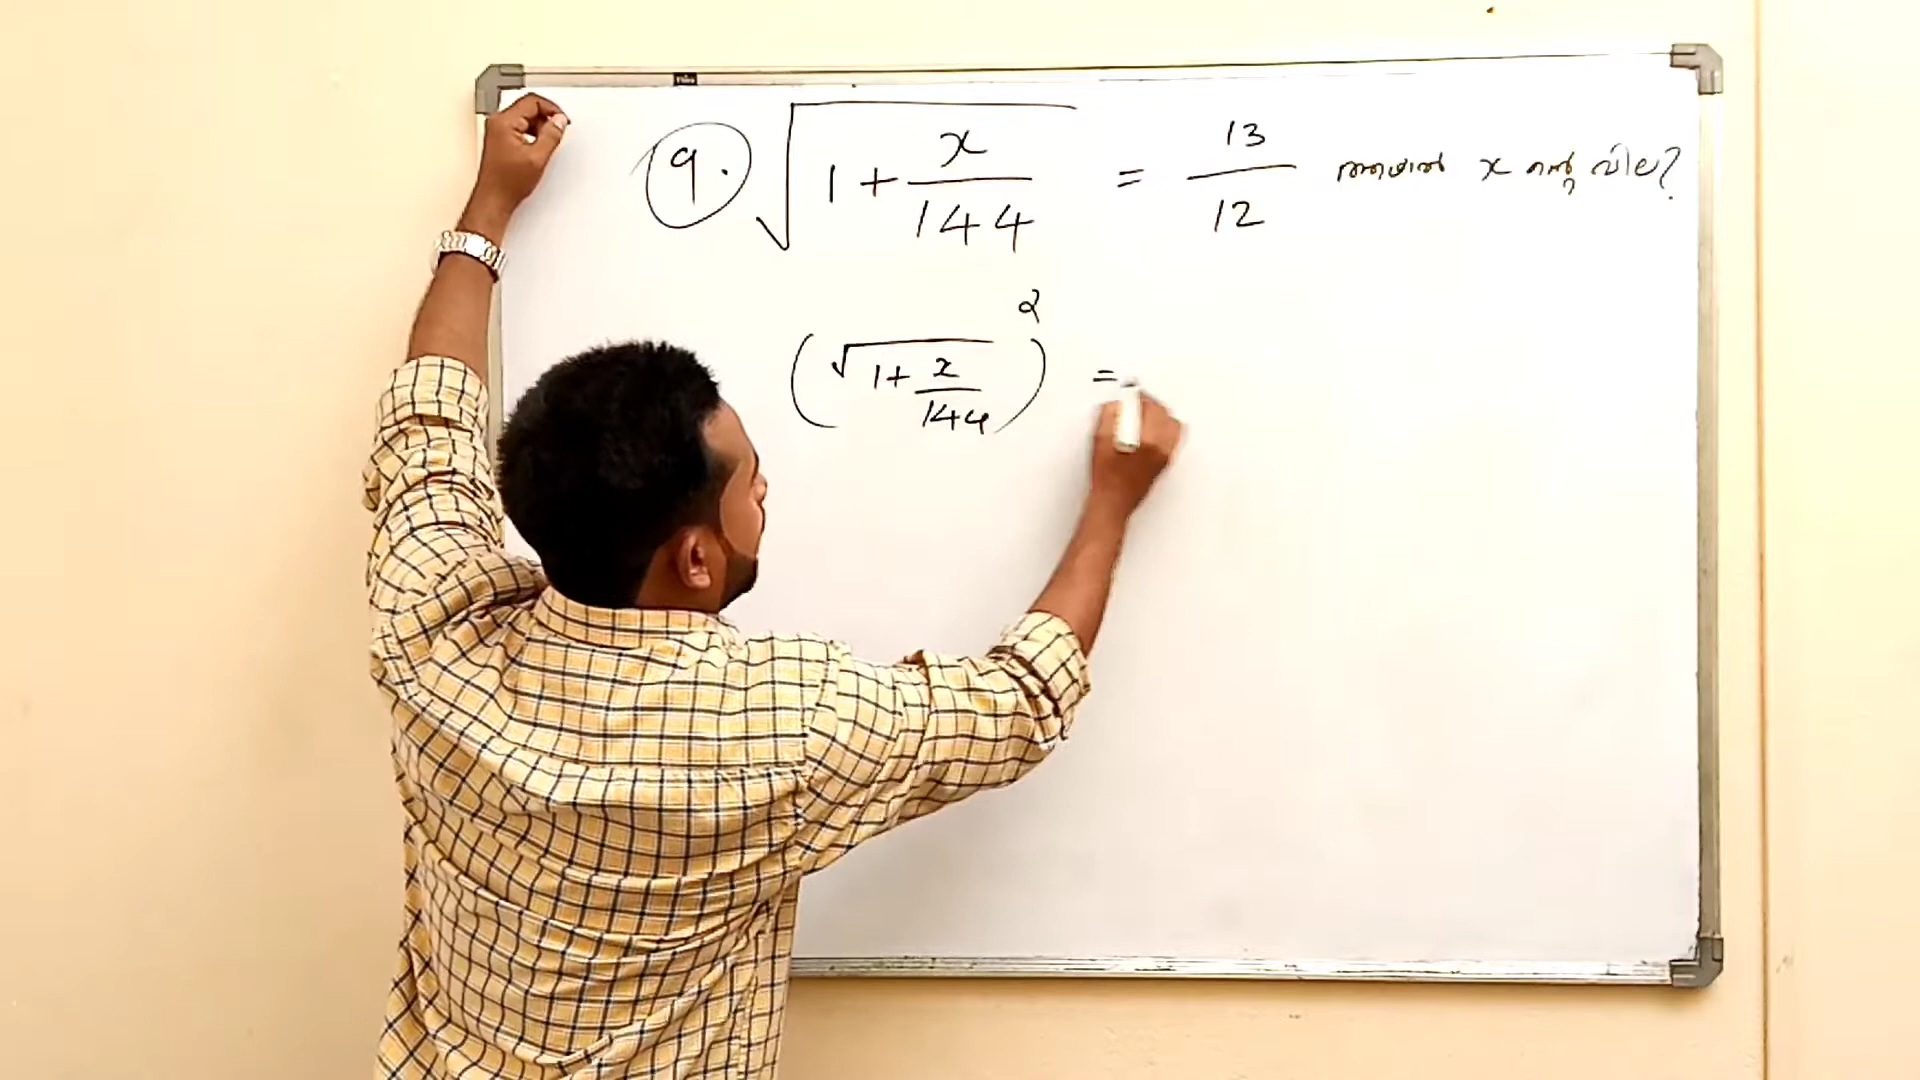 9. √(1 + x/144) = 13/12 ആയാൽ x ന്റെ വില?
(√(1 + x/144))² =